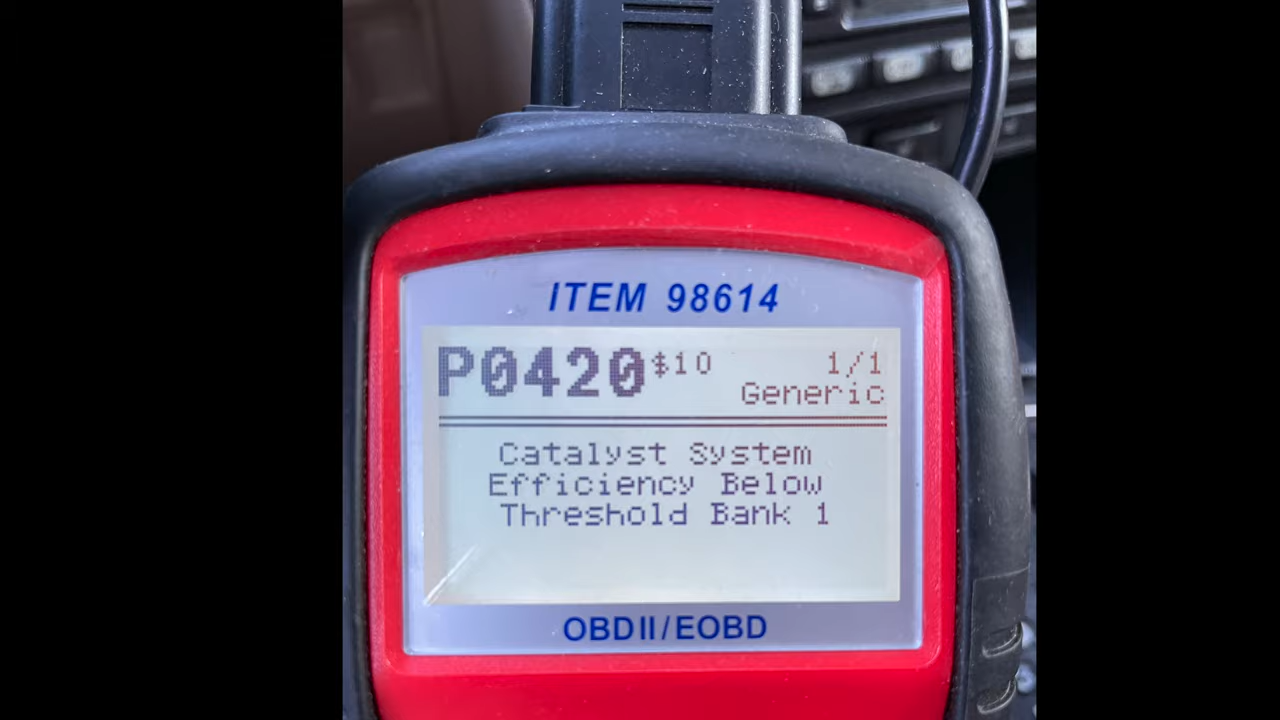 ITEM 98614
P0420 $10 1/1
Generic
Catalyst System
Efficiency Below
Threshold Bank 1
OBDII/EOBD